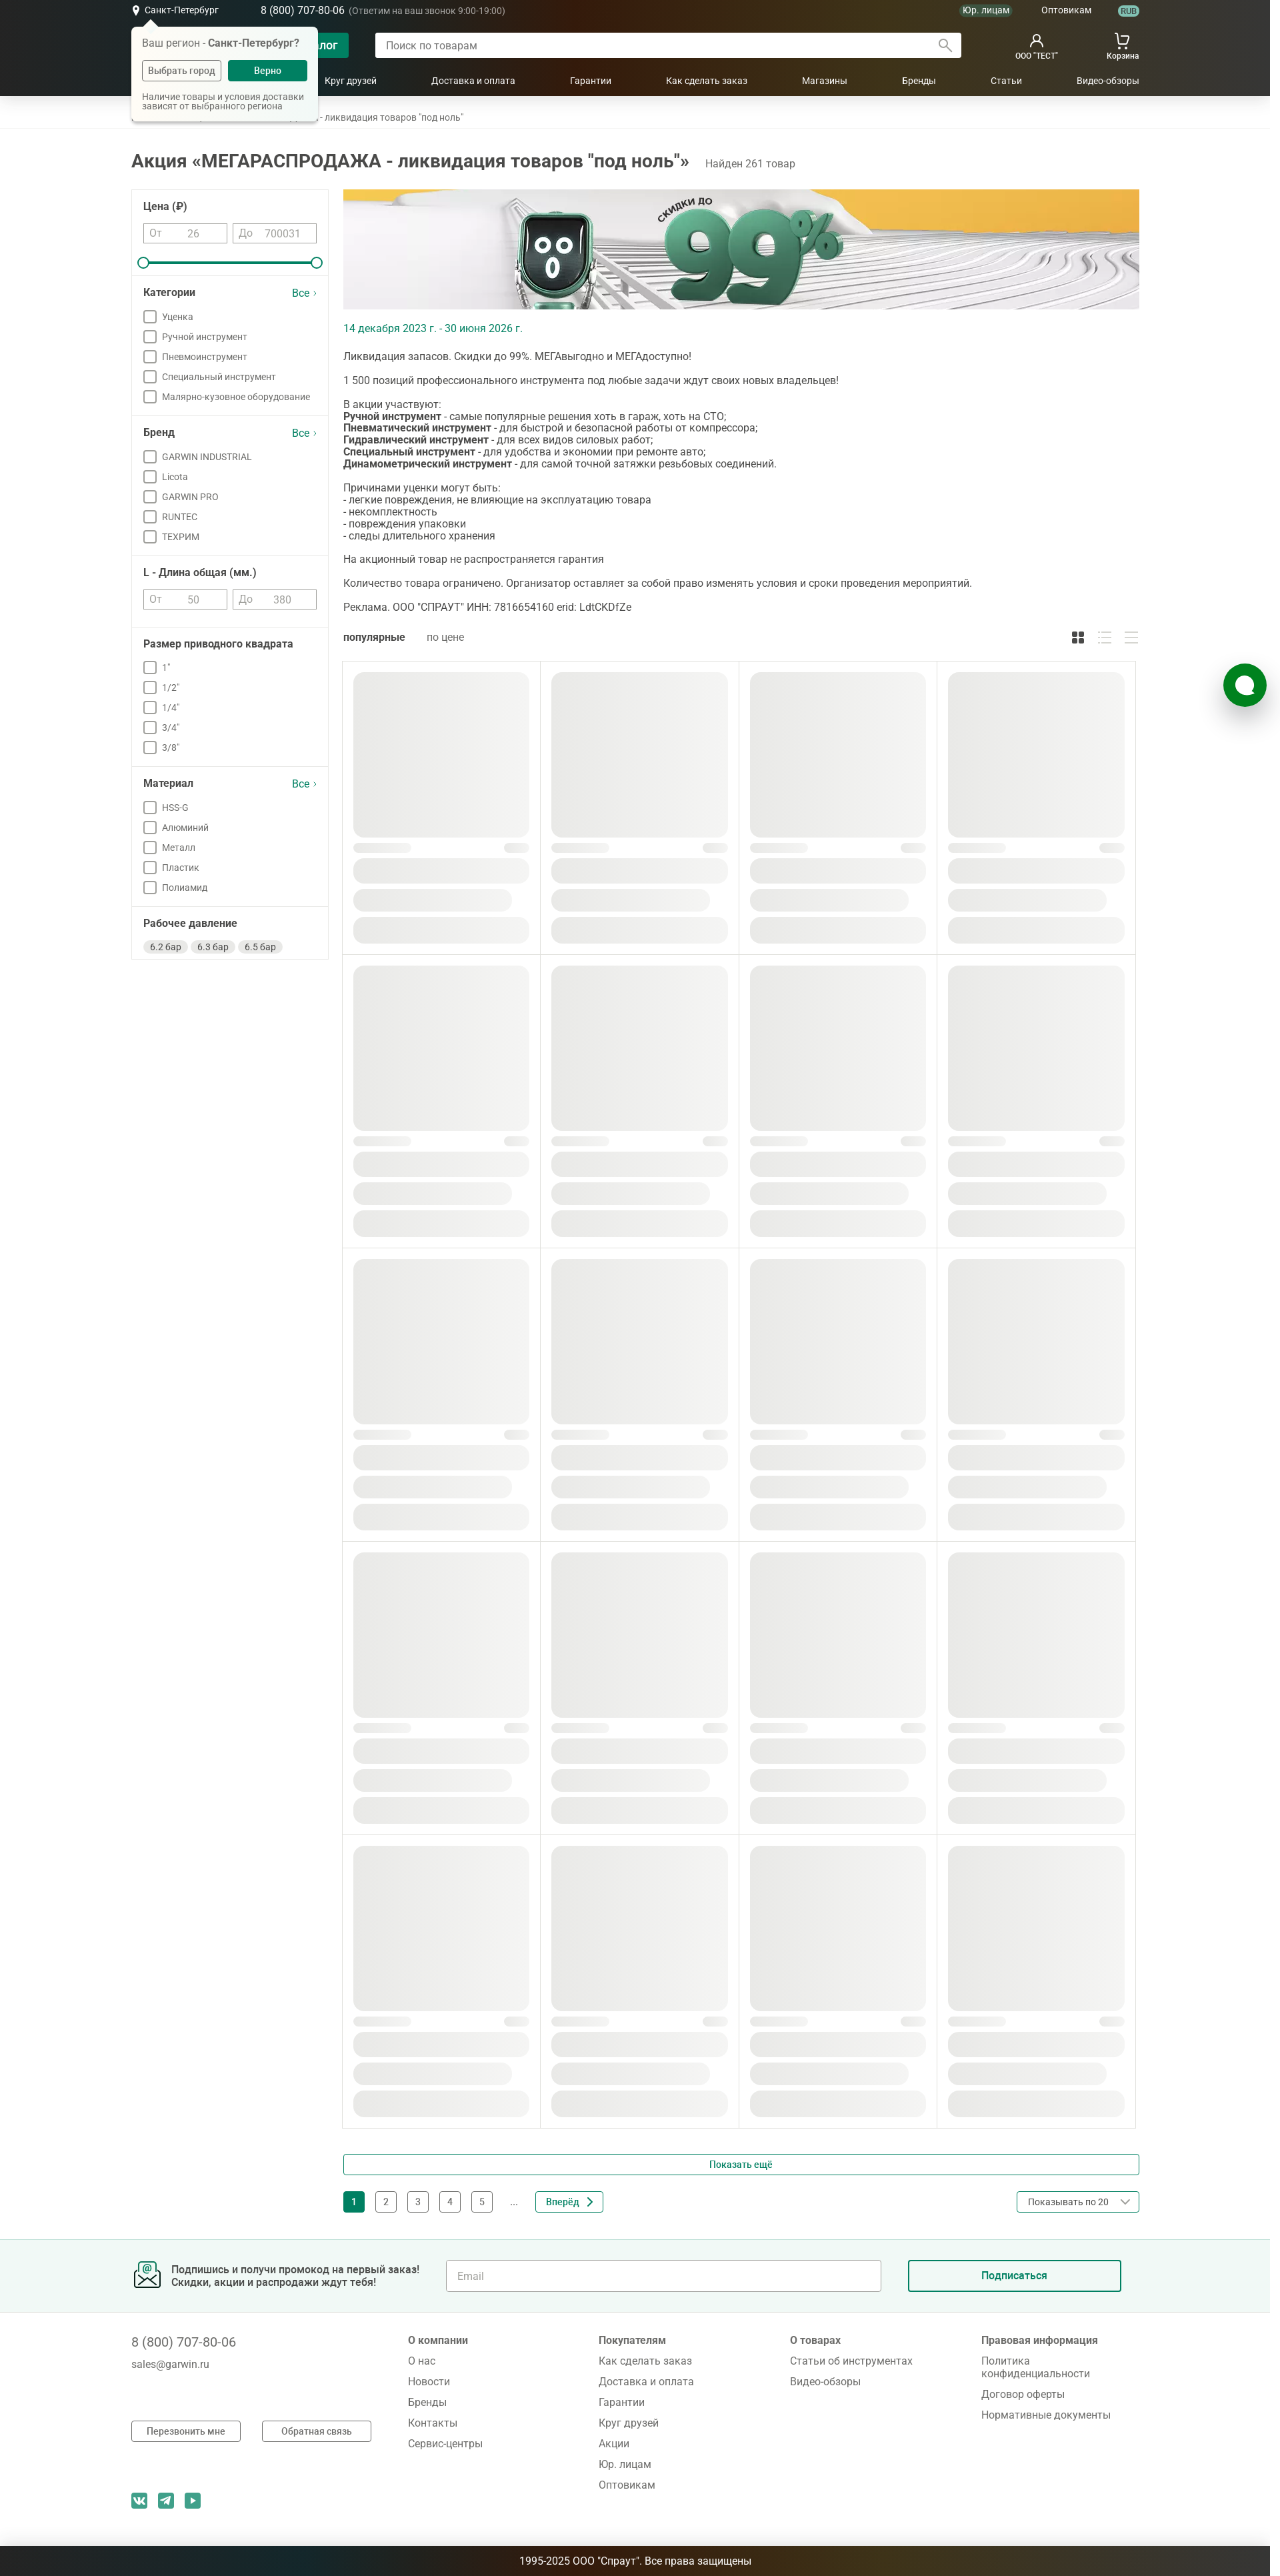 Санкт-Петербург
8 (800) 707-80-06 (Ответим на ваш звонок 9:00-19:00)
Юр. лицам
Оптовикам
RUB
Ваш регион - Санкт-Петербург?
Выбрать город
Верно
Наличие товары и условия доставки
зависят от выбранного региона
Поиск по товарам
ООО "ТЕСТ"
Корзина
Круг друзей
Доставка и оплата
Гарантии
Как сделать заказ
Магазины
Бренды
Статьи
Видео-обзоры
- ликвидация товаров "под ноль"
Акция «МЕГАРАСПРОДАЖА - ликвидация товаров "под ноль"»
Найден 261 товар
Цена (₽)
От 26
До 700031
Категории
Все
Уценка
Ручной инструмент
Пневмоинструмент
Специальный инструмент
Малярно-кузовное оборудование
Бренд
Все
GARWIN INDUSTRIAL
Licota
GARWIN PRO
RUNTEC
ТЕХРИМ
L - Длина общая (мм.)
От 50
До 380
Размер приводного квадрата
1"
1/2"
1/4"
3/4"
3/8"
Материал
Все
HSS-G
Алюминий
Металл
Пластик
Полиамид
Рабочее давление
6.2 бар
6.3 бар
6.5 бар
СКИДКИ ДО
99%
14 декабря 2023 г. - 30 июня 2026 г.
Ликвидация запасов. Скидки до 99%. МЕГАвыгодно и МЕГАдоступно!
1 500 позиций профессионального инструмента под любые задачи ждут своих новых владельцев!
В акции участвуют:
Ручной инструмент - самые популярные решения хоть в гараж, хоть на СТО;
Пневматический инструмент - для быстрой и безопасной работы от компрессора;
Гидравлический инструмент - для всех видов силовых работ;
Специальный инструмент - для удобства и экономии при ремонте авто;
Динамометрический инструмент - для самой точной затяжки резьбовых соединений.
Причинами уценки могут быть:
- легкие повреждения, не влияющие на эксплуатацию товара
- некомплектность
- повреждения упаковки
- следы длительного хранения
На акционный товар не распространяется гарантия
Количество товара ограничено. Организатор оставляет за собой право изменять условия и сроки проведения мероприятий.
Реклама. ООО "СПРАУТ" ИНН: 7816654160 erid: LdtCKDfZe
популярные
по цене
Показать ещё
1
2
3
4
5
...
Вперёд
Показывать по 20
Подпишись и получи промокод на первый заказ!
Скидки, акции и распродажи ждут тебя!
Email
Подписаться
8 (800) 707-80-06
sales@garwin.ru
Перезвонить мне
Обратная связь
О компании
О нас
Новости
Бренды
Контакты
Сервис-центры
Покупателям
Как сделать заказ
Доставка и оплата
Гарантии
Круг друзей
Акции
Юр. лицам
Оптовикам
О товарах
Статьи об инструментах
Видео-обзоры
Правовая информация
Политика
конфиденциальности
Договор оферты
Нормативные документы
1995-2025 ООО "Спраут". Все права защищены